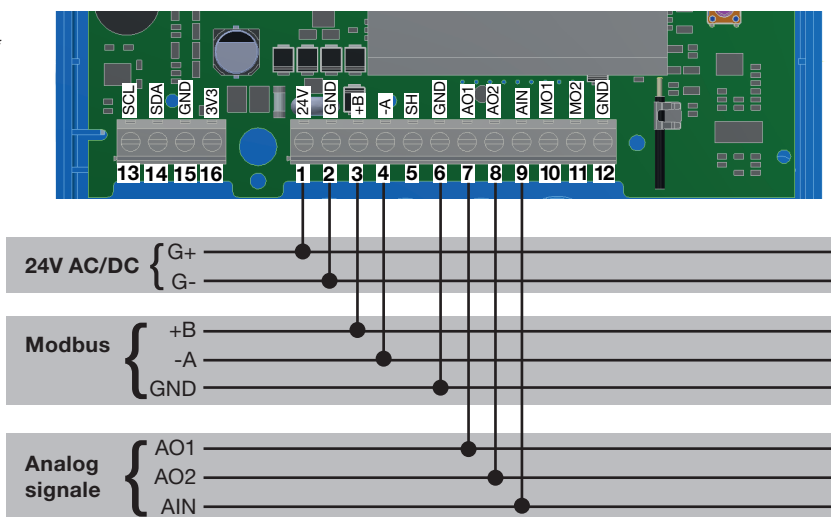 SCL SDA GND 3V3 24V GND +B -A SH GND AO1 AO2 AIN MO1 MO2 GND
13 14 15 16 1 2 3 4 5 6 7 8 9 10 11 12
24V AC/DC { G+
G-
Modbus { +B
-A
GND
Analog signale { AO1
AO2
AIN